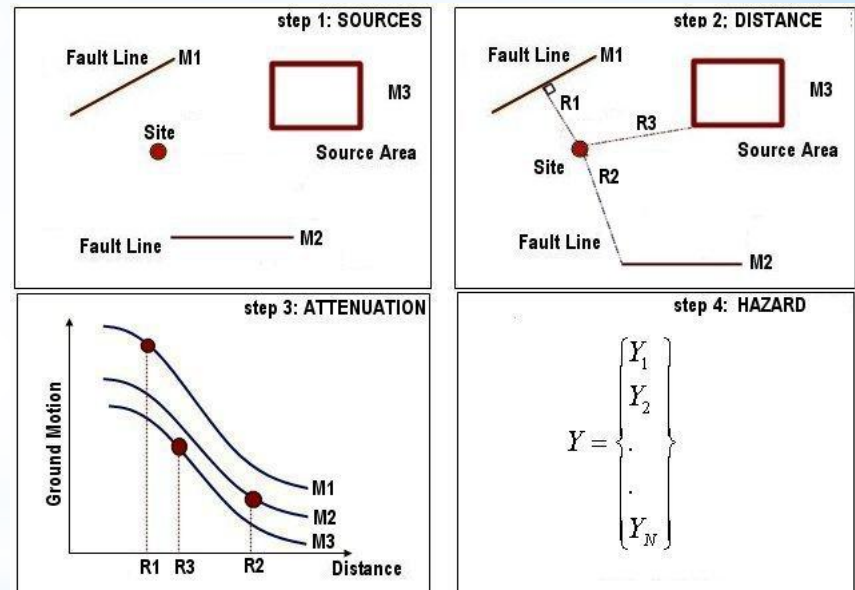 step 1: SOURCES
Fault Line
M1
M3
Site
Source Area
Fault Line
M2
step 2; DISTANCE
Fault Line
M1
R1
M3
R3
Site
R2
Source Area
Fault Line
M2
step 3: ATTENUATION
Ground Motion
M1
M2
M3
R1 R3 R2 Distance
step 4: HAZARD
Y1
Y2
Y =
.
.
YN